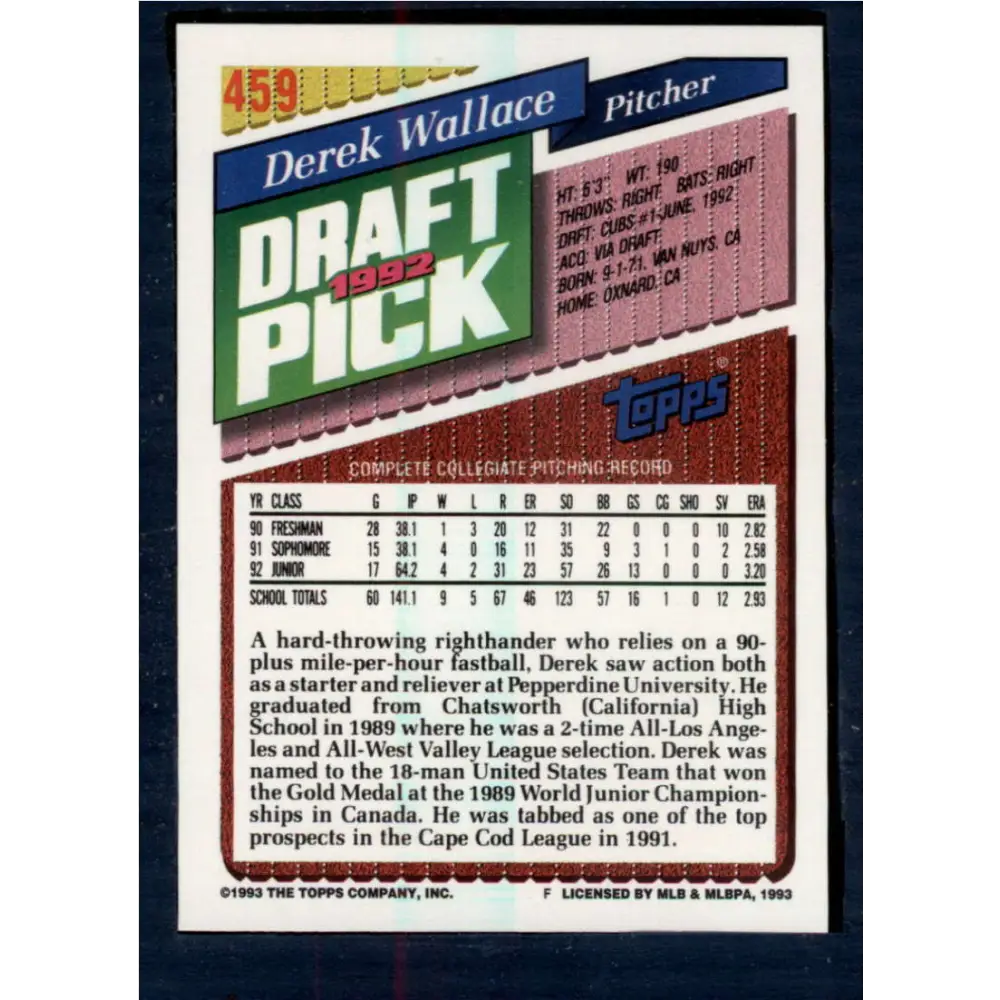 459
Derek Wallace
Pitcher
DRAFT
1992
PICK
HT: 6'3" WT: 190
THROWS: RIGHT BATS: RIGHT
DRFT: CUBS #1-JUNE, 1992
ACQ: VIA DRAFT
BORN: 9-1-71, VAN NUYS, CA
HOME: OXNARD, CA
topps®
COMPLETE COLLEGIATE PITCHING RECORD
YR CLASS G IP W L R ER SO BB GS CG SHO SV ERA
90 FRESHMAN 28 38.1 1 3 20 12 31 22 0 0 0 10 2.82
91 SOPHOMORE 15 38.1 4 0 16 11 35 9 3 1 0 2 2.58
92 JUNIOR 17 64.2 4 2 31 23 57 26 13 0 0 0 3.20
SCHOOL TOTALS 60 141.1 9 5 67 46 123 57 16 1 0 12 2.93
A hard-throwing righthander who relies on a 90-
plus mile-per-hour fastball, Derek saw action both
as a starter and reliever at Pepperdine University. He
graduated from Chatsworth (California) High
School in 1989 where he was a 2-time All-Los Ange-
les and All-West Valley League selection. Derek was
named to the 18-man United States Team that won
the Gold Medal at the 1989 World Junior Champion-
ships in Canada. He was tabbed as one of the top
prospects in the Cape Cod League in 1991.
©1993 THE TOPPS COMPANY, INC.
F LICENSED BY MLB & MLBPA, 1993